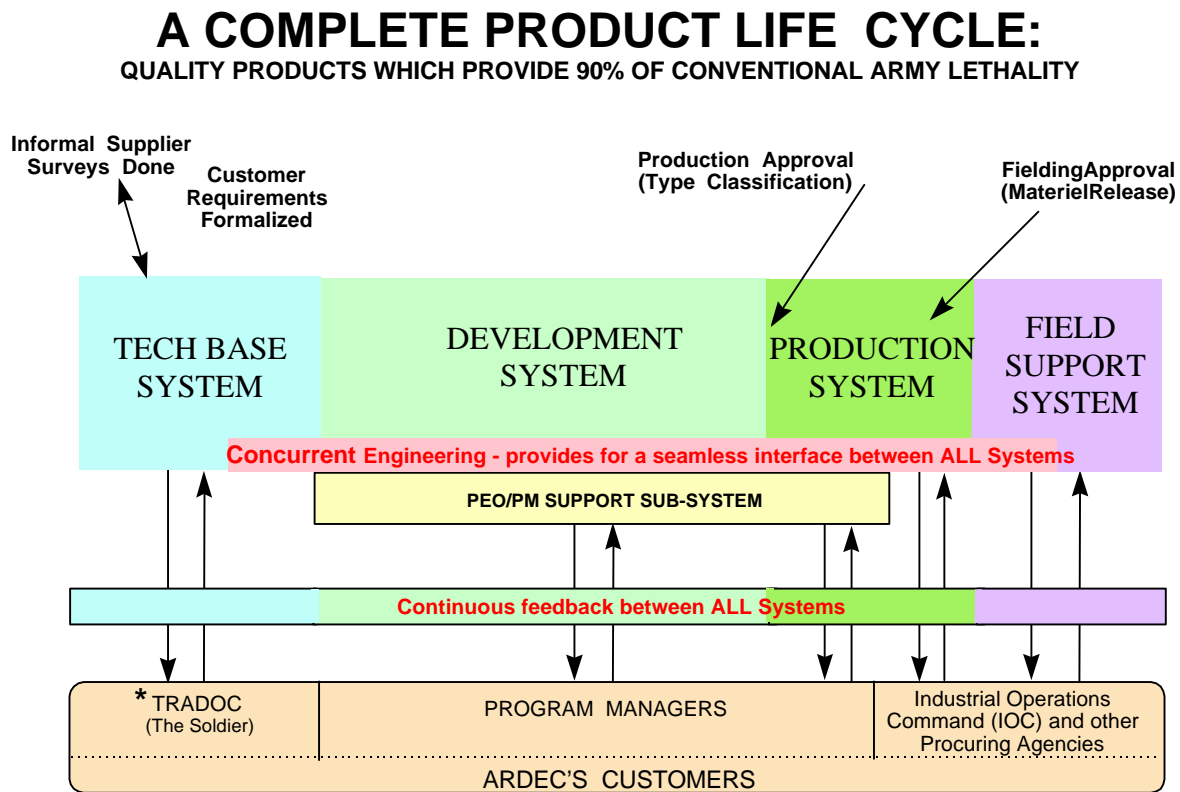 A COMPLETE PRODUCT LIFE CYCLE:
QUALITY PRODUCTS WHICH PROVIDE 90% OF CONVENTIONAL ARMY LETHALITY
Informal Supplier
Surveys Done
Customer
Requirements
Formalized
Production Approval
(Type Classification)
FieldingApproval
(MaterielRelease)
TECH BASE
SYSTEM
DEVELOPMENT
SYSTEM
PRODUCTION
SYSTEM
FIELD
SUPPORT
SYSTEM
Concurrent Engineering - provides for a seamless interface between ALL Systems
PEO/PM SUPPORT SUB-SYSTEM
Continuous feedback between ALL Systems
* TRADOC
(The Soldier)
PROGRAM MANAGERS
Industrial Operations
Command (IOC) and other
Procuring Agencies
ARDEC'S CUSTOMERS